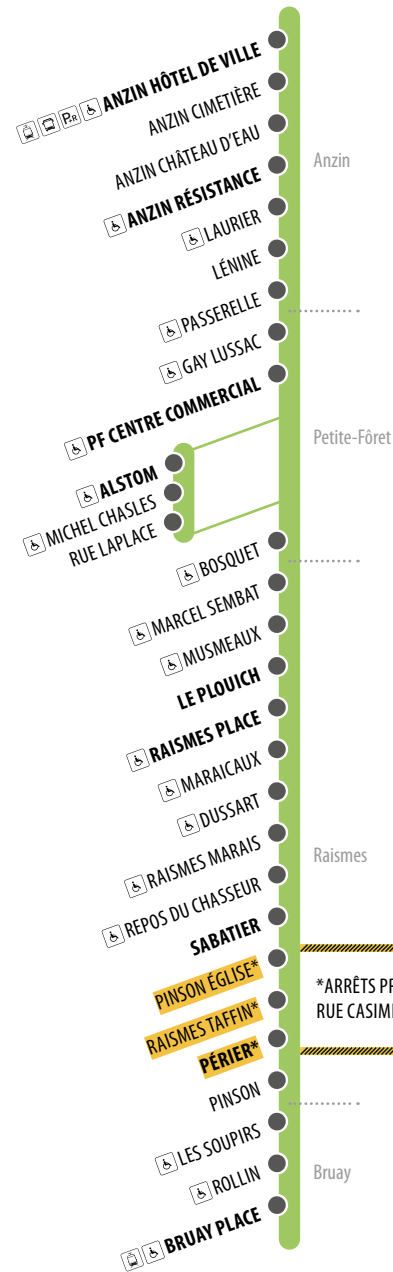 ANZIN HÔTEL DE VILLE
P+R
ANZIN CIMETIÈRE
ANZIN CHÂTEAU D'EAU
ANZIN RÉSISTANCE
Anzin
LAURIER
LÉNINE
PASSERELLE
GAY LUSSAC
PF CENTRE COMMERCIAL
Petite-Fôret
ALSTOM
MICHEL CHASLES
RUE LAPLACE
BOSQUET
MARCEL SEMBAT
MUSMEAUX
LE PLOUICH
RAISMES PLACE
MARAICAUX
DUSSART
RAISMES MARAIS
Raismes
REPOS DU CHASSEUR
SABATIER
PINSON ÉGLISE*
RAISMES TAFFIN*
PÉRIER*
*ARRÊTS PR
RUE CASIM
PINSON
LES SOUPIRS
ROLLIN
Bruay
BRUAY PLACE